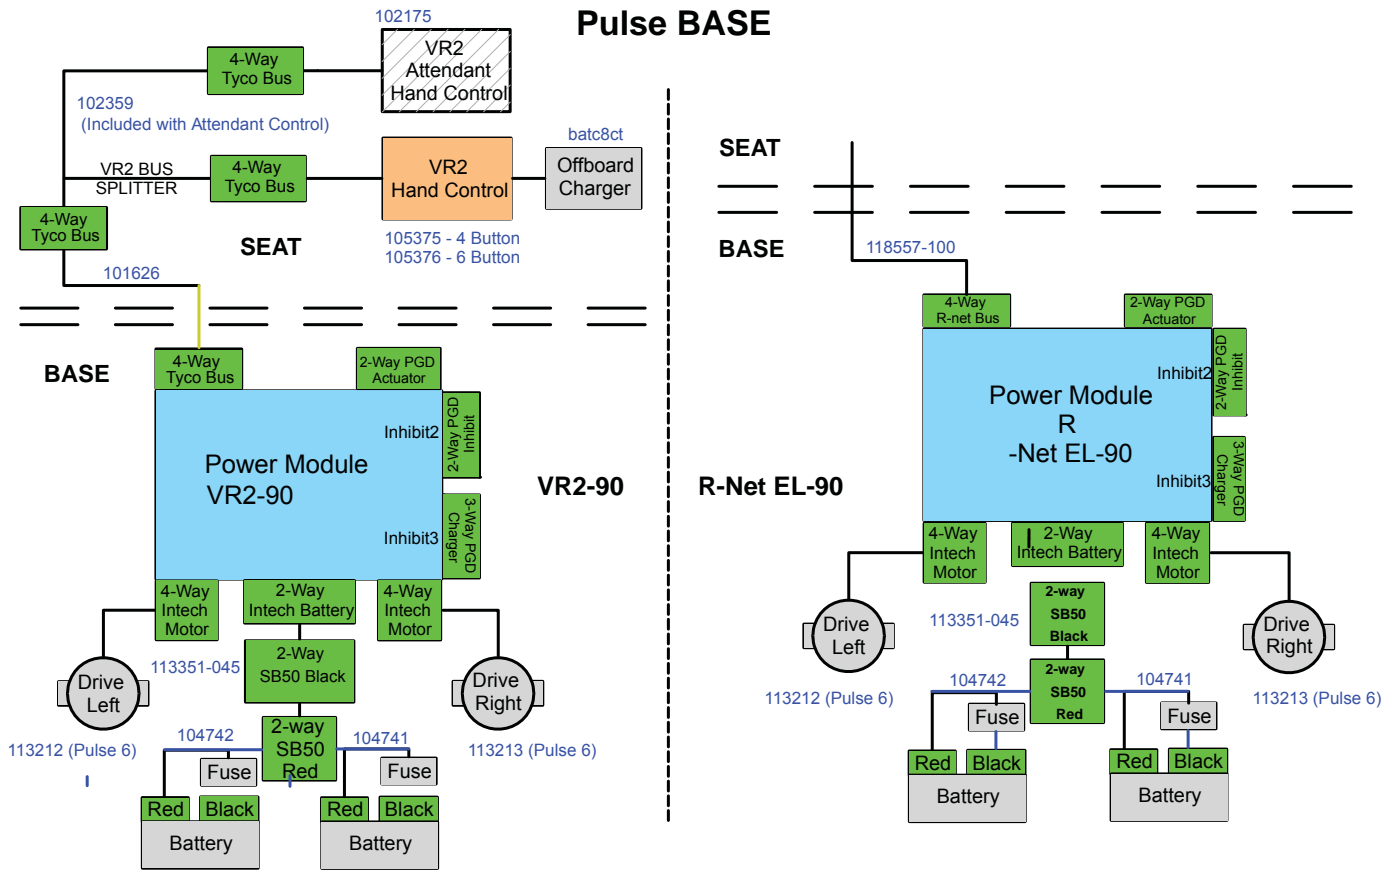 Pulse BASE
102175
4-Way
Tyco Bus
VR2
Attendant
Hand Control
102359
(Included with Attendant Control)
VR2 BUS
SPLITTER
4-Way
Tyco Bus
VR2
Hand Control
batc8ct
Offboard
Charger
4-Way
Tyco Bus
SEAT
105375 - 4 Button
105376 - 6 Button
101626
BASE
4-Way
Tyco Bus
2-Way PGD
Actuator
Inhibit2
2-Way PGD
Inhibit
Power Module
VR2-90
Inhibit3
3-Way PGD
Charger
VR2-90
4-Way
Intech
Motor
2-Way
Intech Battery
4-Way
Intech
Motor
113351-045
2-Way
SB50 Black
Drive
Left
Drive
Right
113212 (Pulse 6)
113213 (Pulse 6)
104742
2-way
SB50
Red
104741
Fuse
Fuse
Red
Black
Battery
Red
Black
Battery
SEAT
BASE
118557-100
4-Way
R-net Bus
2-Way PGD
Actuator
Inhibit2
2-Way PGD
Inhibit
Power Module
R
-Net EL-90
Inhibit3
3-Way PGD
Charger
R-Net EL-90
4-Way
Intech
Motor
2-Way
Intech Battery
4-Way
Intech
Motor
113351-045
2-way
SB50
Black
Drive
Left
Drive
Right
113212 (Pulse 6)
113213 (Pulse 6)
104742
2-way
SB50
Red
104741
Fuse
Fuse
Red
Black
Battery
Red
Black
Battery